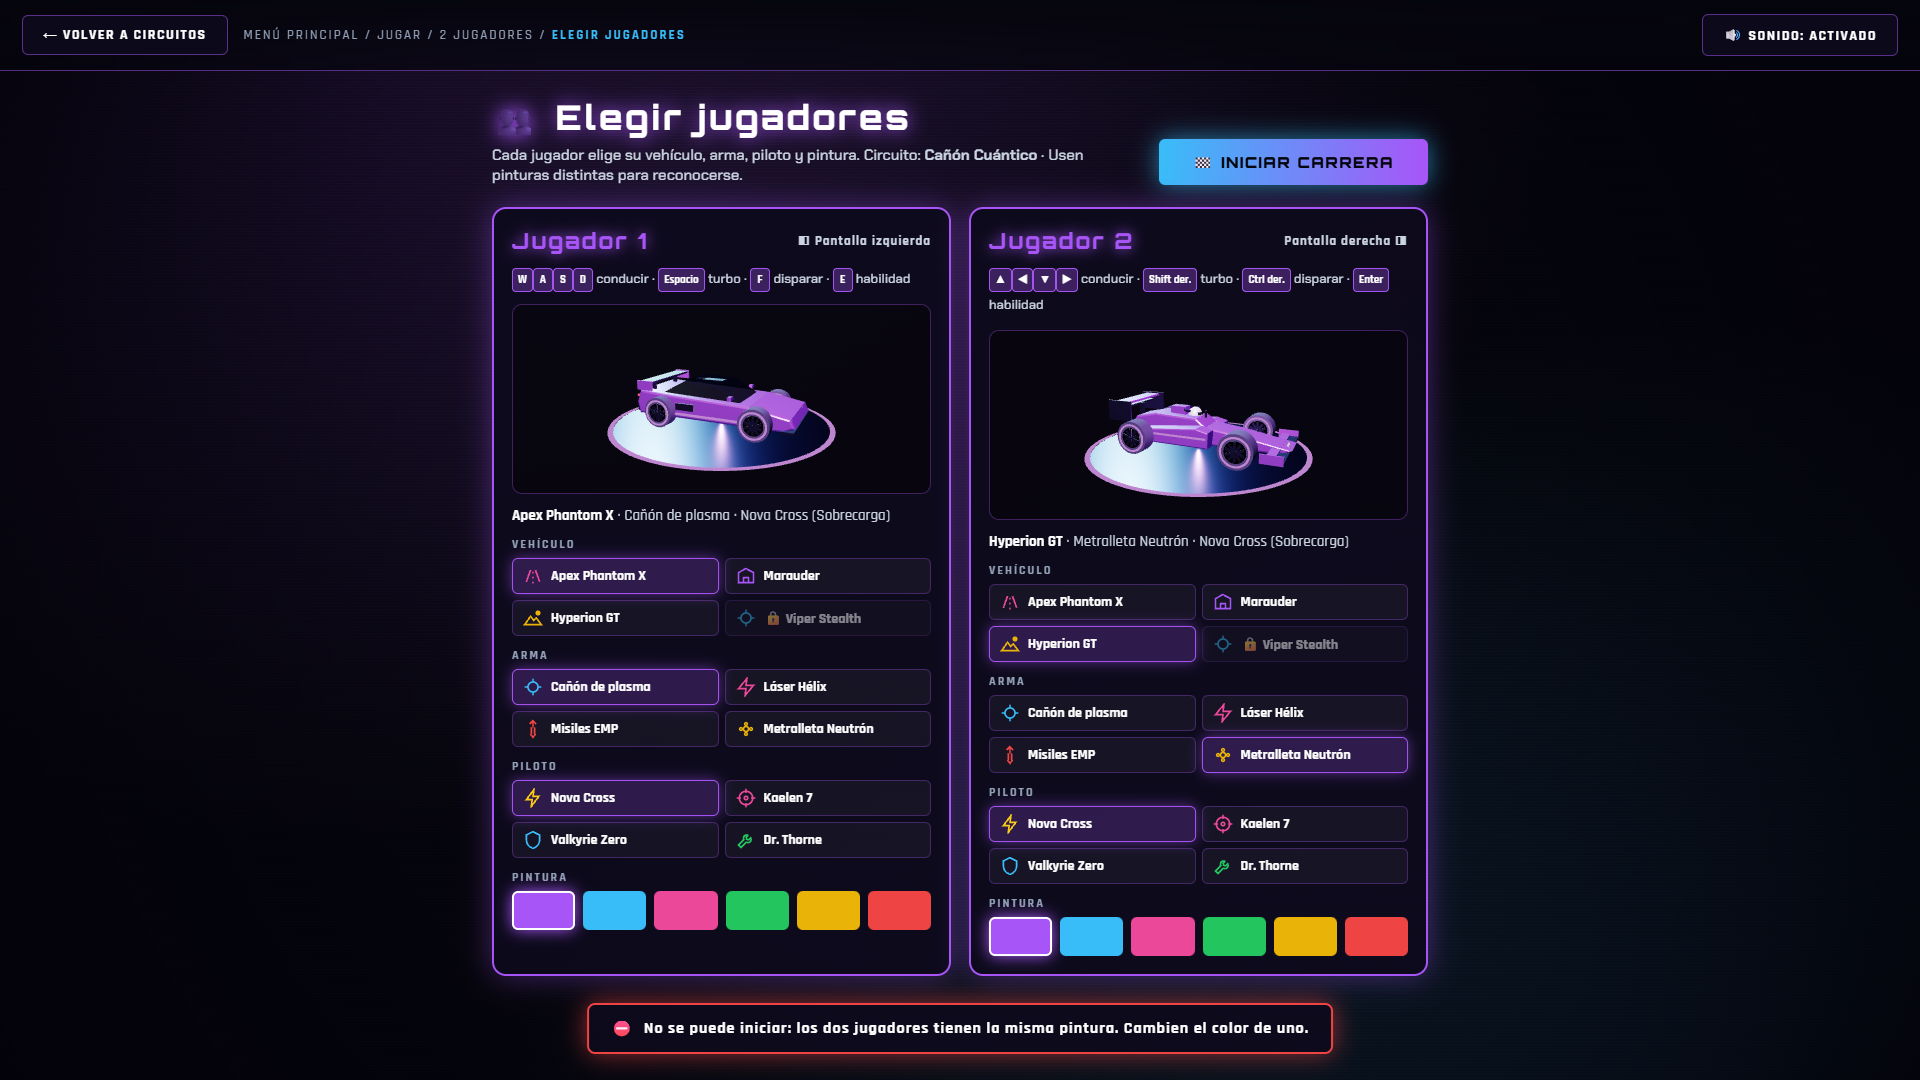 ← VOLVER A CIRCUITOS
MENÚ PRINCIPAL / JUGAR / 2 JUGADORES / ELEGIR JUGADORES
SONIDO: ACTIVADO
Elegir jugadores
Cada jugador elige su vehículo, arma, piloto y pintura. Circuito: Cañón Cuántico · Usen
pinturas distintas para reconocerse.
INICIAR CARRERA
Jugador 1
Pantalla izquierda
W A S D conducir · Espacio turbo · F disparar · E habilidad
Apex Phantom X · Cañón de plasma · Nova Cross (Sobrecarga)
VEHÍCULO
Apex Phantom X
Marauder
Hyperion GT
Viper Stealth
ARMA
Cañón de plasma
Láser Hélix
Misiles EMP
Metralleta Neutrón
PILOTO
Nova Cross
Kaelen 7
Valkyrie Zero
Dr. Thorne
PINTURA
Jugador 2
Pantalla derecha
▲ ◀ ▼ ▶ conducir · Shift der. turbo · Ctrl der. disparar · Enter
habilidad
Hyperion GT · Metralleta Neutrón · Nova Cross (Sobrecarga)
VEHÍCULO
Apex Phantom X
Marauder
Hyperion GT
Viper Stealth
ARMA
Cañón de plasma
Láser Hélix
Misiles EMP
Metralleta Neutrón
PILOTO
Nova Cross
Kaelen 7
Valkyrie Zero
Dr. Thorne
PINTURA
No se puede iniciar: los dos jugadores tienen la misma pintura. Cambien el color de uno.